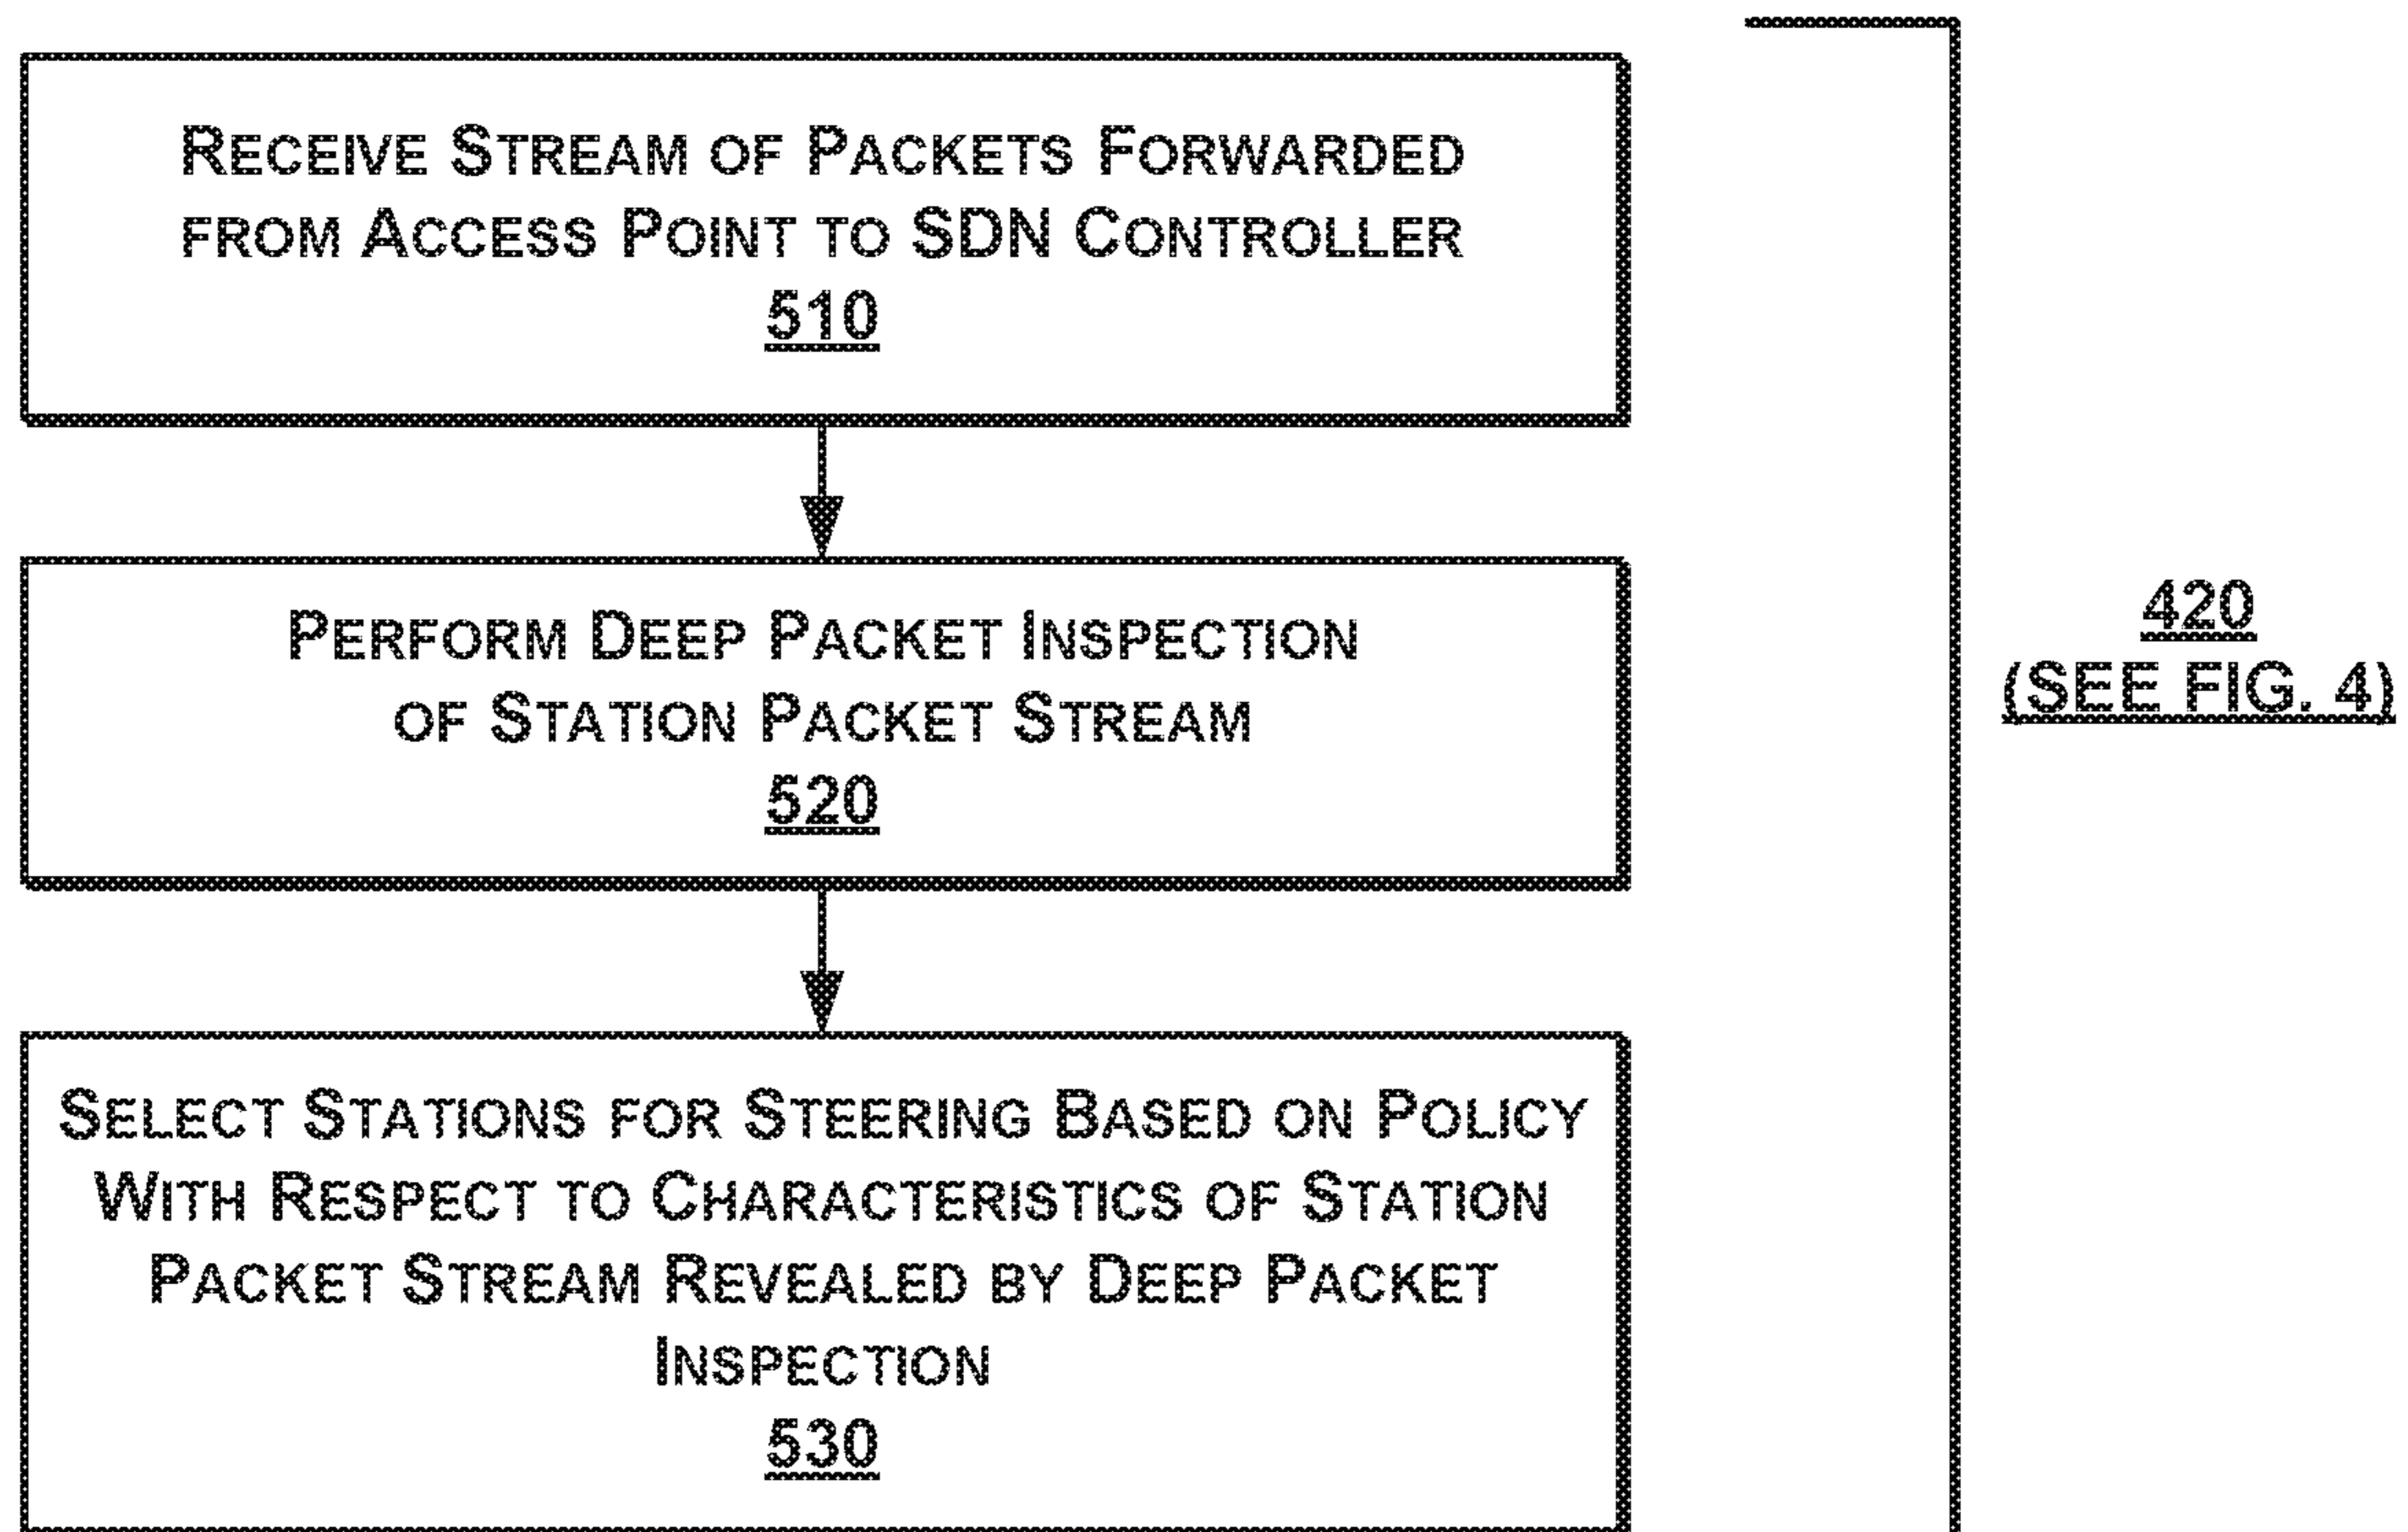 RECEIVE STREAM OF PACKETS FORWARDED
FROM ACCESS POINT TO SDN CONTROLLER
510
PERFORM DEEP PACKET INSPECTION
OF STATION PACKET STREAM
520
420
(SEE FIG. 4)
SELECT STATIONS FOR STEERING BASED ON POLICY
WITH RESPECT TO CHARACTERISTICS OF STATION
PACKET STREAM REVEALED BY DEEP PACKET
INSPECTION
530